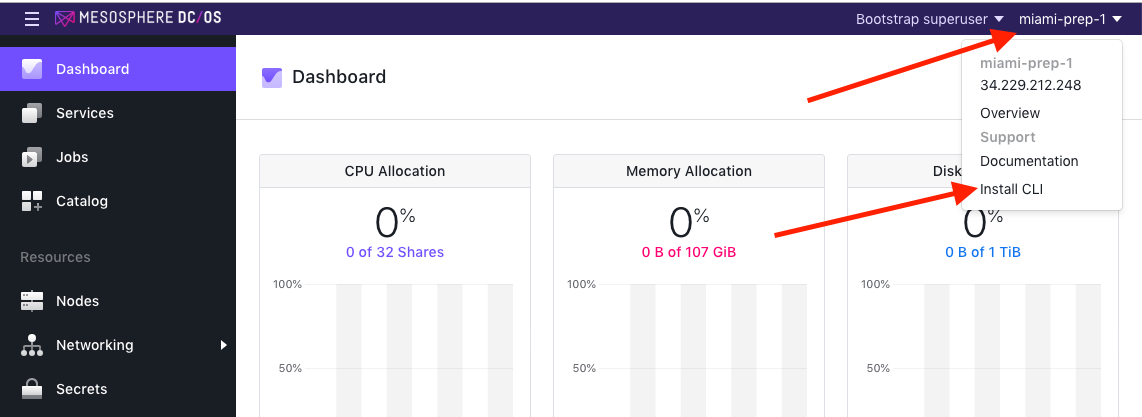 MESOSPHERE DC/OS
Bootstrap superuser
miami-prep-1
Dashboard
Services
Jobs
Catalog
Resources
Nodes
Networking
Secrets
Dashboard
miami-prep-1
34.229.212.248
Overview
Support
Documentation
Install CLI
CPU Allocation
0%
0 of 32 Shares
100%
50%
Memory Allocation
0%
0 B of 107 GiB
100%
50%
Disk
0%
0 B of 1 TiB
100%
50%